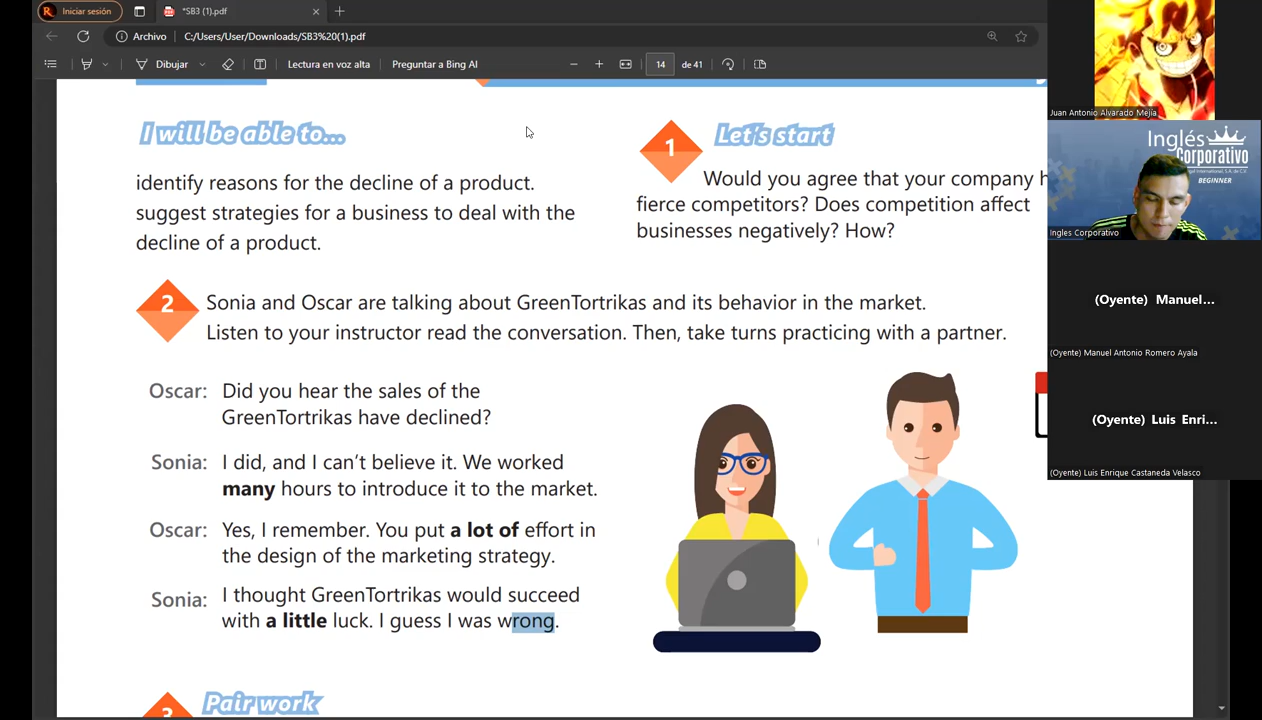 Iniciar sesión
*SB3 (1).pdf
Archivo
C:/Users/User/Downloads/SB3%20(1).pdf
Dibujar
Lectura en voz alta
Preguntar a Bing AI
14
de 41
I will be able to...
identify reasons for the decline of a product.
suggest strategies for a business to deal with the
decline of a product.
1
Let's start
Would you agree that your company h
fierce competitors? Does competition affect
businesses negatively? How?
2
Sonia and Oscar are talking about GreenTortrikas and its behavior in the market.
Listen to your instructor read the conversation. Then, take turns practicing with a partner.
Oscar: Did you hear the sales of the
GreenTortrikas have declined?
Sonia: I did, and I can't believe it. We worked
many hours to introduce it to the market.
Oscar: Yes, I remember. You put a lot of effort in
the design of the marketing strategy.
Sonia: I thought GreenTortrikas would succeed
with a little luck. I guess I was wrong.
3
Pair work
Juan Antonio Alvarado Mejía
Inglés
Corporativo
BEGINNER
Ingles Corporativo
(Oyente) Manuel...
(Oyente) Manuel Antonio Romero Ayala
(Oyente) Luis Enri...
(Oyente) Luis Enrique Castaneda Velasco